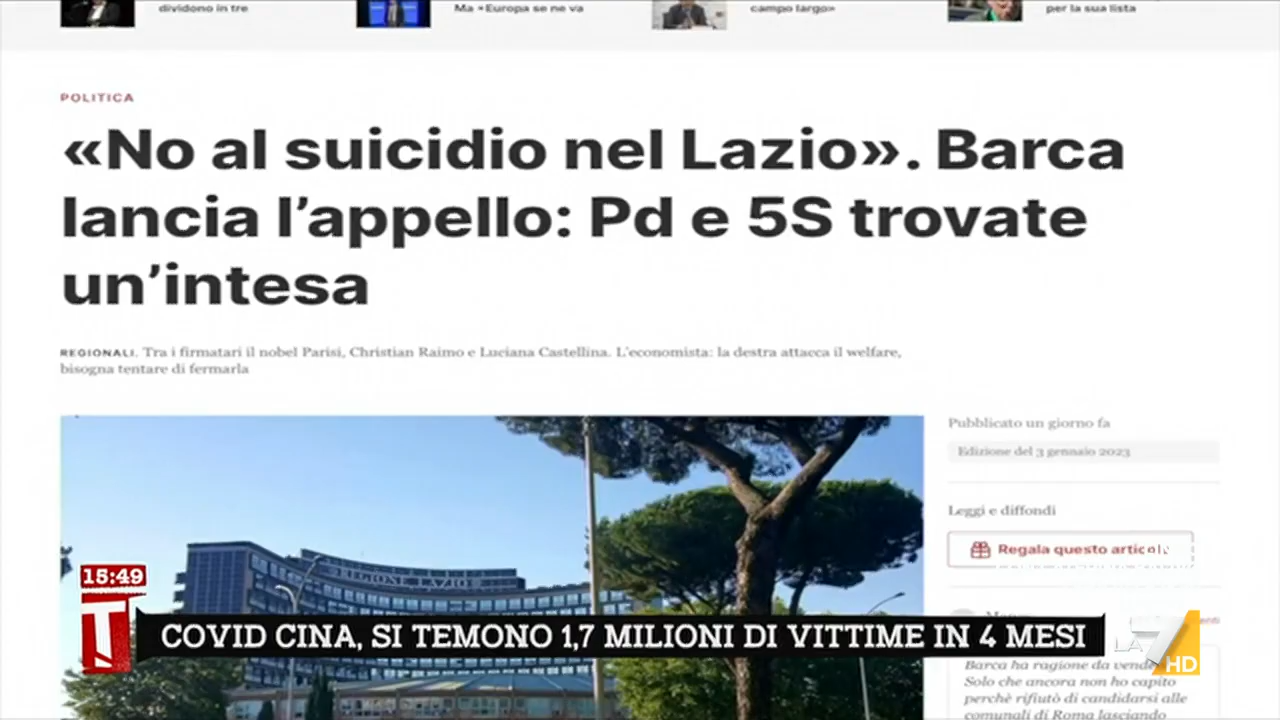 dividono in tre
Ma «Europa se ne va
campo largo»
per la sua lista
POLITICA
«No al suicidio nel Lazio». Barca
lancia l’appello: Pd e 5S trovate
un’intesa
REGIONALI. Tra i firmatari il nobel Parisi, Christian Raimo e Luciana Castellina. L'economista: la destra attacca il welfare,
bisogna tentare di fermarla
Pubblicato un giorno fa
Edizione del 3 gennaio 2023
Leggi e diffondi
Regala questo articolo
REGIONE LAZIO
15:49
T
COVID CINA, SI TEMONO 1,7 MILIONI DI VITTIME IN 4 MESI
LA 7 HD
Barca ha ragione da
Solo che ancora non ho capito
perchè rifiutò di candidarsi alle
comunali di Roma lasciando